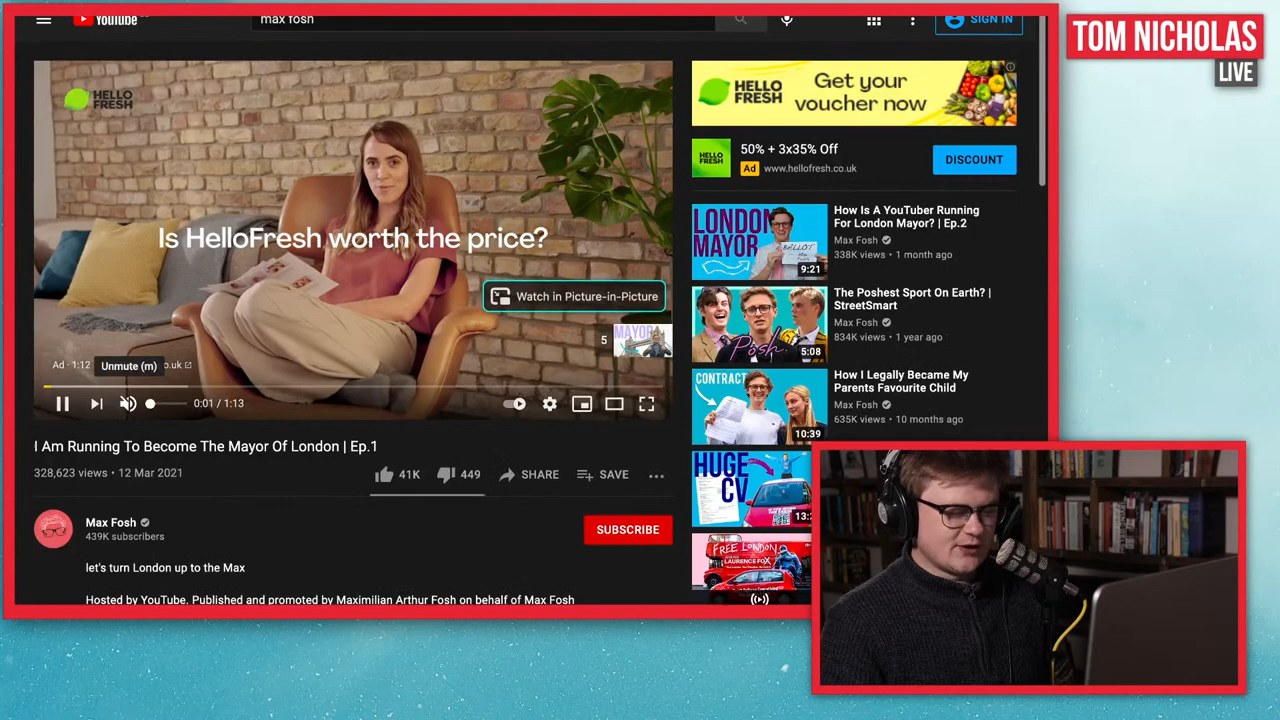 YouTube
max fosh
SIGN IN
TOM NICHOLAS
LIVE
HELLO
FRESH
Is HelloFresh worth the price?
Watch in Picture-in-Picture
5
MAYOR
Ad · 1:12
Unmute (m)
o.uk
0:01 / 1:13
I Am Running To Become The Mayor Of London | Ep.1
328,623 views • 12 Mar 2021
41K
449
SHARE
SAVE
Max Fosh
439K subscribers
SUBSCRIBE
let's turn London up to the Max
Hosted by YouTube. Published and promoted by Maximilian Arthur Fosh on behalf of Max Fosh
HELLO
FRESH
Get your
voucher now
HELLO
FRESH
50% + 3x35% Off
Ad www.hellofresh.co.uk
DISCOUNT
LONDON
MAYOR
BALLOT
9:21
How Is A YouTuber Running
For London Mayor? | Ep.2
Max Fosh
338K views • 1 month ago
Posh
5:08
The Poshest Sport On Earth? |
StreetSmart
Max Fosh
834K views • 1 year ago
CONTRACT
10:39
How I Legally Became My
Parents Favourite Child
Max Fosh
635K views • 10 months ago
HUGE
CV
13:
FREE LONDON
LAURENCE FOX